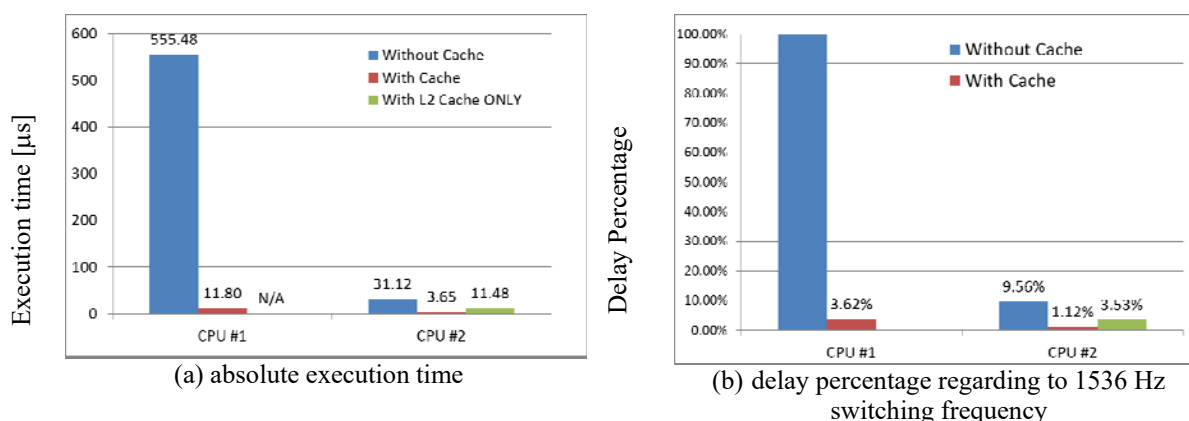 Execution time [µs]
600
500
400
300
200
100
0
555.48
11.80
N/A
31.12
3.65
11.48
CPU #1
CPU #2
Without Cache
With Cache
With L2 Cache ONLY
(a) absolute execution time
Delay Percentage
100.00%
90.00%
80.00%
70.00%
60.00%
50.00%
40.00%
30.00%
20.00%
10.00%
0.00%
3.62%
9.56%
1.12%
3.53%
CPU #1
CPU #2
Without Cache
With Cache
(b) delay percentage regarding to 1536 Hz
switching frequency